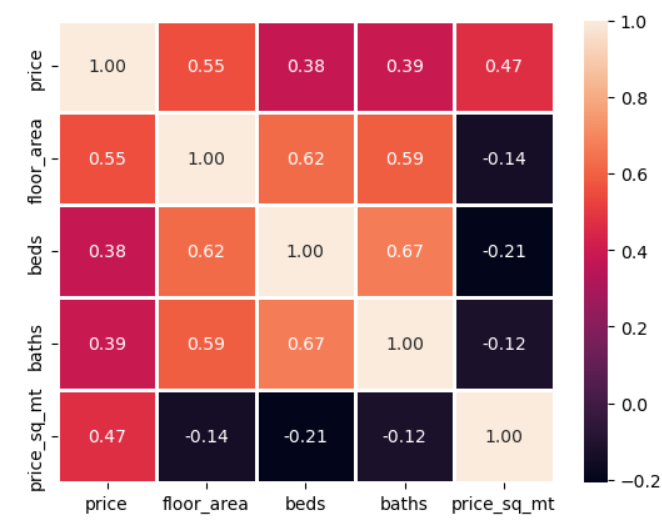 price 1.00 0.55 0.38 0.39 0.47
floor_area 0.55 1.00 0.62 0.59 -0.14
beds 0.38 0.62 1.00 0.67 -0.21
baths 0.39 0.59 0.67 1.00 -0.12
price_sq_mt 0.47 -0.14 -0.21 -0.12 1.00
price floor_area beds baths price_sq_mt
1.0
0.8
0.6
0.4
0.2
0.0
−0.2